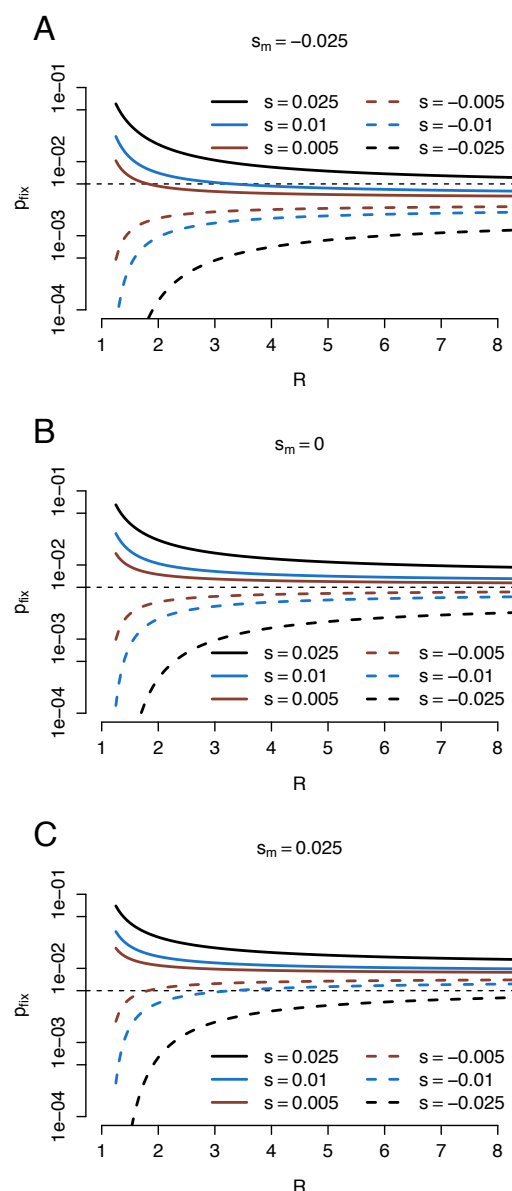 A
sₘ = −0.025
1e−01
1e−02
1e−03
1e−04
p_fix
s = 0.025
s = 0.01
s = 0.005
s = −0.005
s = −0.01
s = −0.025
1 2 3 4 5 6 7 8
R
B
sₘ = 0
1e−01
1e−02
1e−03
1e−04
p_fix
s = 0.025
s = 0.01
s = 0.005
s = −0.005
s = −0.01
s = −0.025
1 2 3 4 5 6 7 8
R
C
sₘ = 0.025
1e−01
1e−02
1e−03
1e−04
p_fix
s = 0.025
s = 0.01
s = 0.005
s = −0.005
s = −0.01
s = −0.025
1 2 3 4 5 6 7 8
R